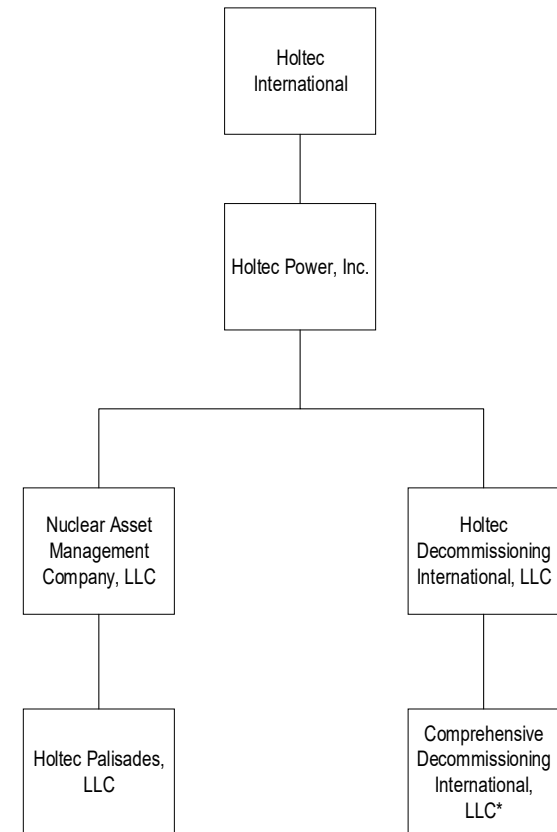 Holtec
International
Holtec Power, Inc.
Nuclear Asset
Management
Company, LLC
Holtec
Decommissioning
International, LLC
Holtec Palisades,
LLC
Comprehensive
Decommissioning
International,
LLC*